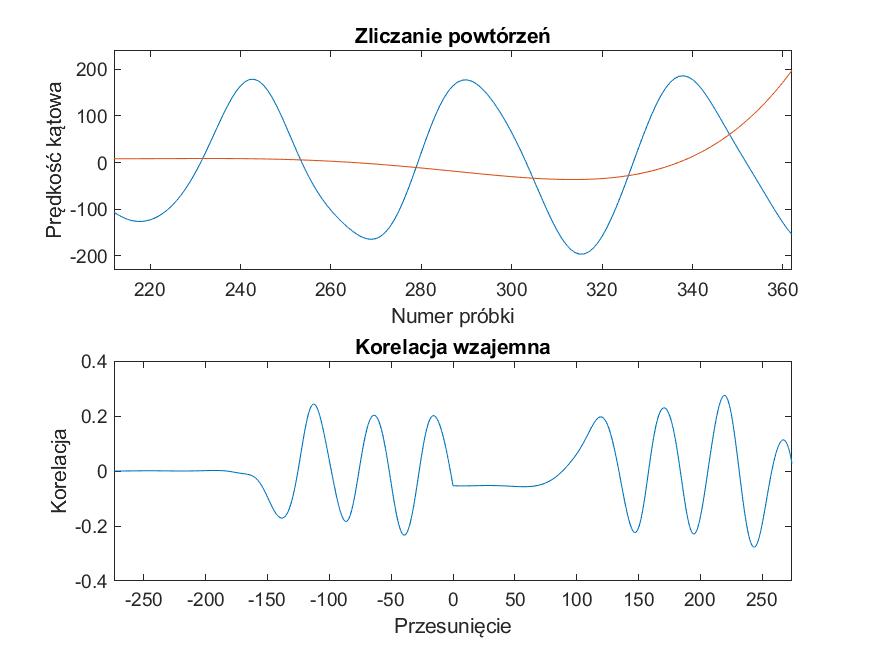 Zliczanie powtórzeń
Prędkość kątowa
200
100
0
-100
-200
220 240 260 280 300 320 340 360
Numer próbki
Korelacja wzajemna
Korelacja
0.4
0.2
0
-0.2
-0.4
-250 -200 -150 -100 -50 0 50 100 150 200 250
Przesunięcie